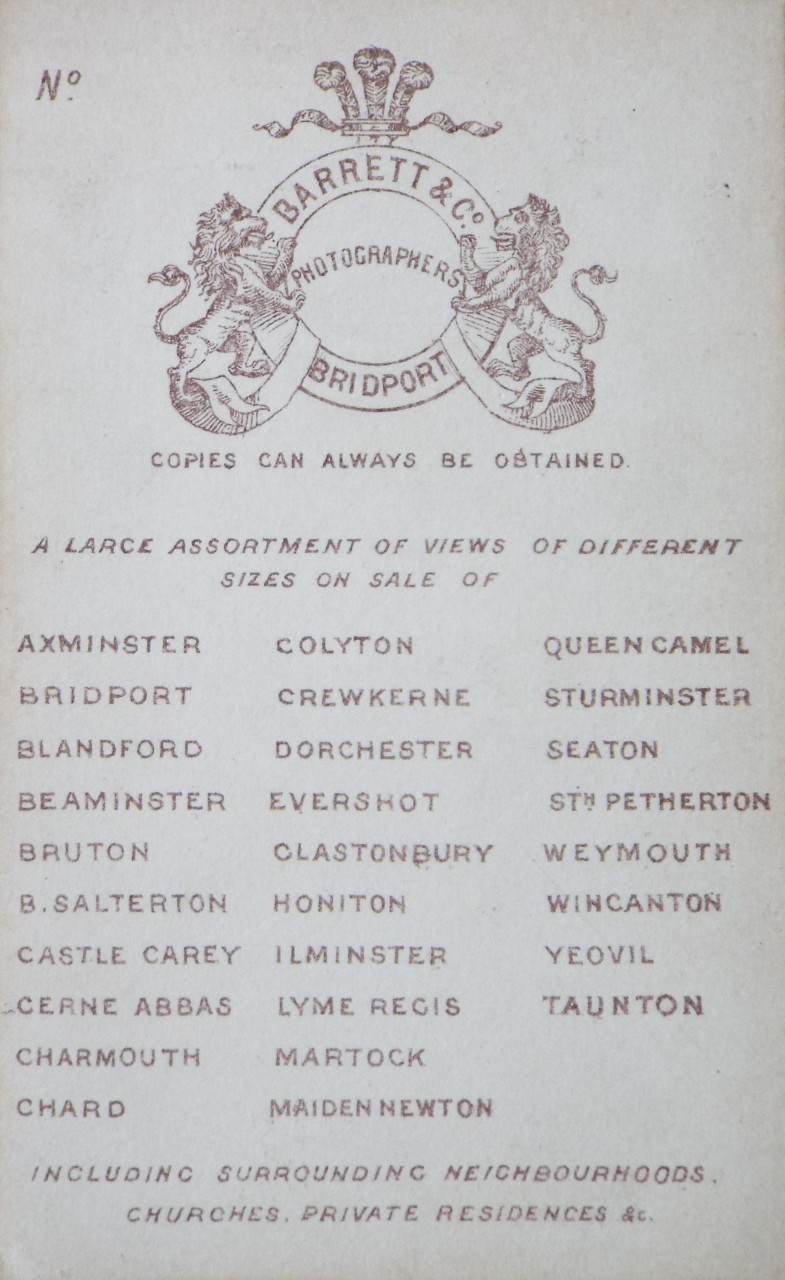 Nº.
BARRETT & Cº
PHOTOGRAPHERS
BRIDPORT
COPIES CAN ALWAYS BE OBTAINED.
A LARGE ASSORTMENT OF VIEWS OF DIFFERENT
SIZES ON SALE OF
AXMINSTER COLYTON QUEEN CAMEL
BRIDPORT CREWKERNE STURMINSTER
BLANDFORD DORCHESTER SEATON
BEAMINSTER EVERSHOT STH PETHERTON
BRUTON GLASTONBURY WEYMOUTH
B. SALTERTON HONITON WINCANTON
CASTLE CAREY ILMINSTER YEOVIL
CERNE ABBAS LYME REGIS TAUNTON
CHARMOUTH MARTOCK
CHARD MAIDEN NEWTON
INCLUDING SURROUNDING NEIGHBOURHOODS,
CHURCHES, PRIVATE RESIDENCES &c.